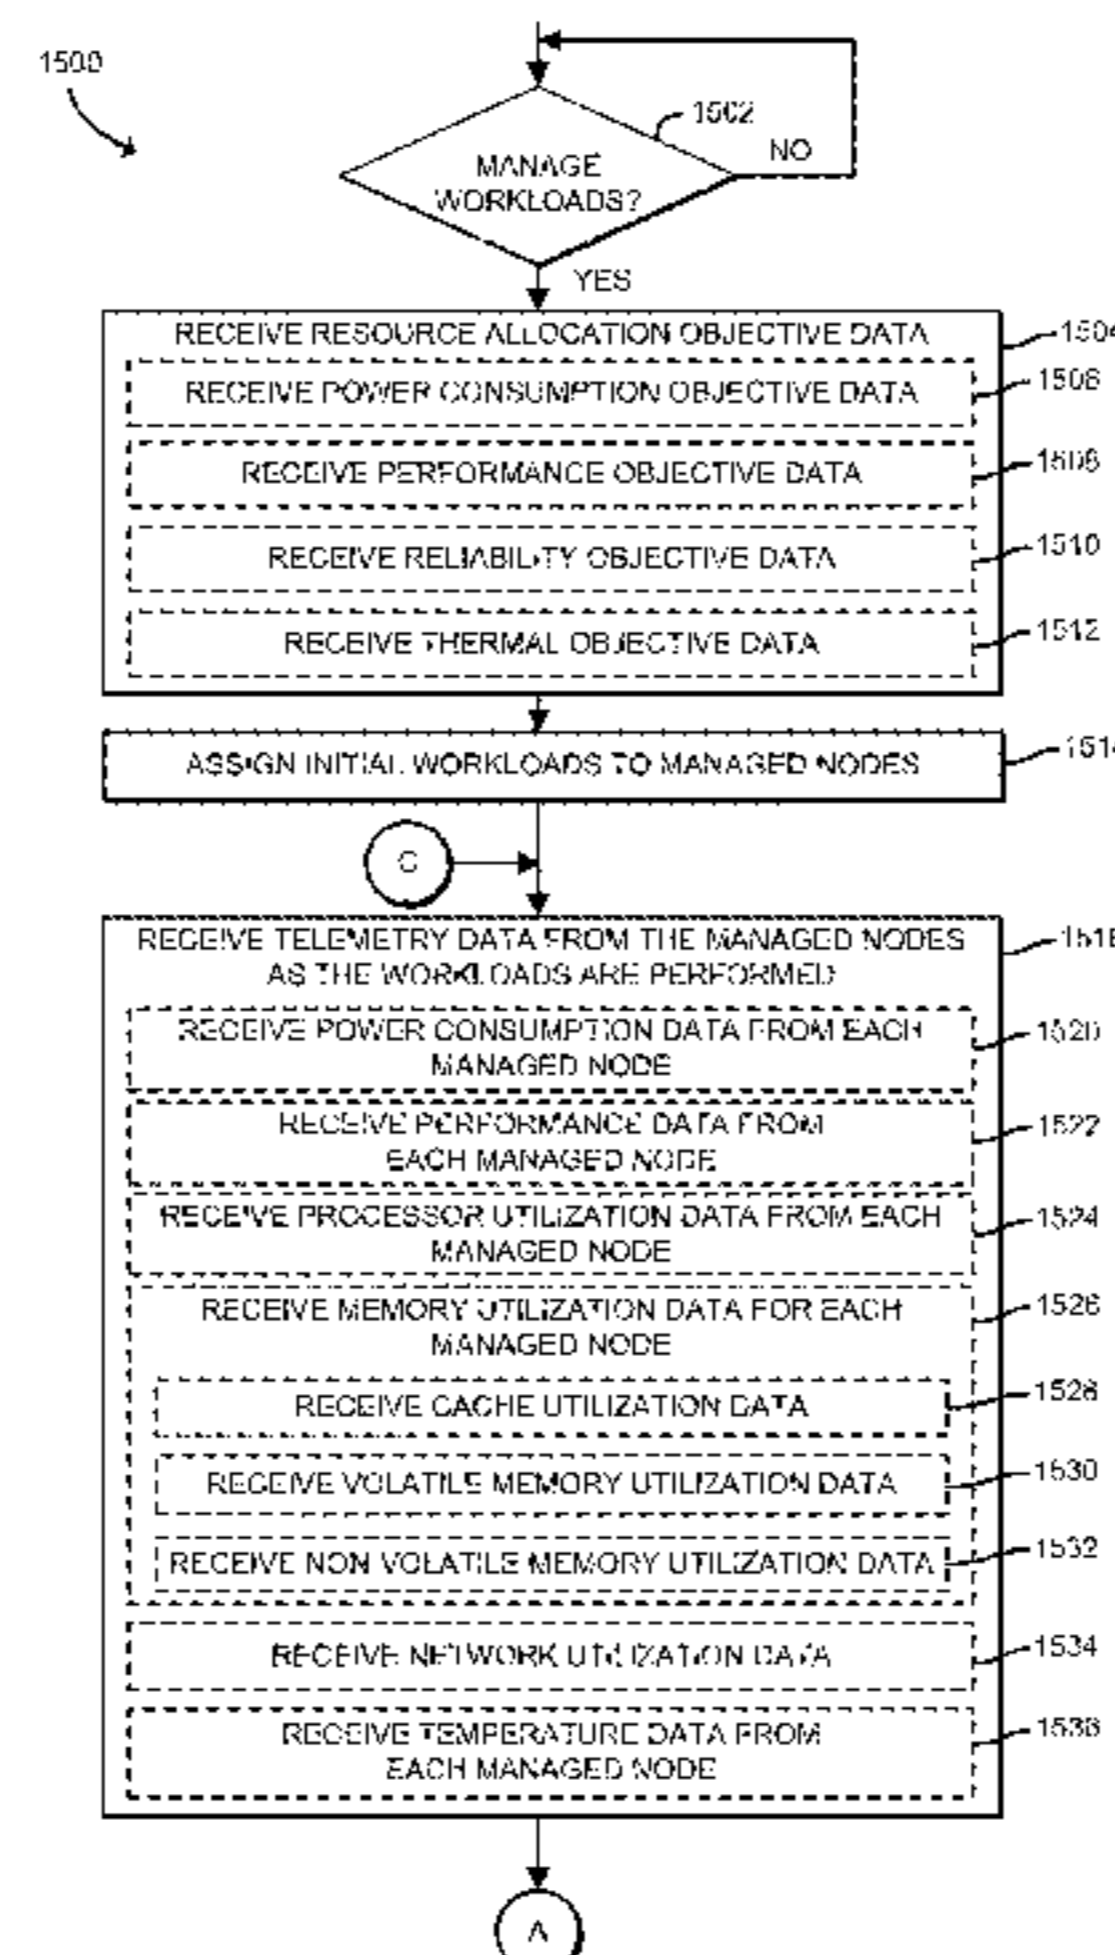 1500
1502
MANAGE
WORKLOADS?
NO
YES
RECEIVE RESOURCE ALLOCATION OBJECTIVE DATA
1504
RECEIVE POWER CONSUMPTION OBJECTIVE DATA
1506
RECEIVE PERFORMANCE OBJECTIVE DATA
1508
RECEIVE RELIABILITY OBJECTIVE DATA
1510
RECEIVE THERMAL OBJECTIVE DATA
1512
ASSIGN INITIAL WORKLOADS TO MANAGED NODES
1514
C
RECEIVE TELEMETRY DATA FROM THE MANAGED NODES
AS THE WORKLOADS ARE PERFORMED
RECEIVE POWER CONSUMPTION DATA FROM EACH
MANAGED NODE
1520
RECEIVE PERFORMANCE DATA FROM
EACH MANAGED NODE
1522
RECEIVE PROCESSOR UTILIZATION DATA FROM EACH
MANAGED NODE
1524
RECEIVE MEMORY UTILIZATION DATA FOR EACH
MANAGED NODE
1526
RECEIVE CACHE UTILIZATION DATA
1528
RECEIVE VOLATILE MEMORY UTILIZATION DATA
1530
RECEIVE NON VOLATILE MEMORY UTILIZATION DATA
1532
RECEIVE NETWORK UTILIZATION DATA
1534
RECEIVE TEMPERATURE DATA FROM
EACH MANAGED NODE
1536
A